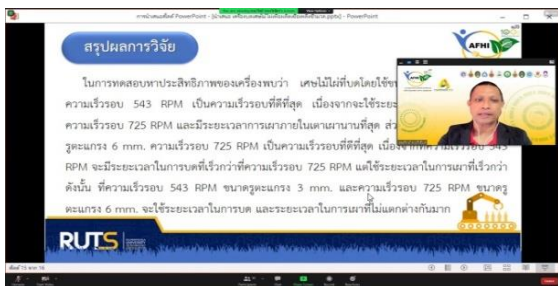 การนำเสนอสไลด์ PowerPoint
PowerPoint
สรุปผลการวิจัย
AFHI
ในการทดสอบหาประสิทธิภาพของเครื่องพบว่า เศษไม้ไผ่ที่บดโดยใช้
ความเร็วรอบ 543 RPM เป็นความเร็วรอบที่ดีที่สุด เนื่องจากจะใช้ระยะ
ความเร็วรอบ 725 RPM และมีระยะเวลาการเผาภายในเตาเผานานที่สุด
รูตะแกรง 6 mm. ความเร็วรอบ 725 RPM เป็นความเร็วรอบที่ดีที่สุด
RPM จะมีระยะเวลาในการบดที่เร็วกว่าที่ความเร็วรอบ 725 RPM แต่ใช้ระยะเวลาในการเผาที่เร็วกว่า
ดังนั้น ที่ความเร็วรอบ 543 RPM ขนาดรูตะแกรง 3 mm. และความเร็วรอบ 725 RPM ขนาดรู
ตะแกรง 6 mm. จะใช้ระยะเวลาในการบด และระยะเวลาในการเผาที่ไม่แตกต่างกันมาก
RUTS